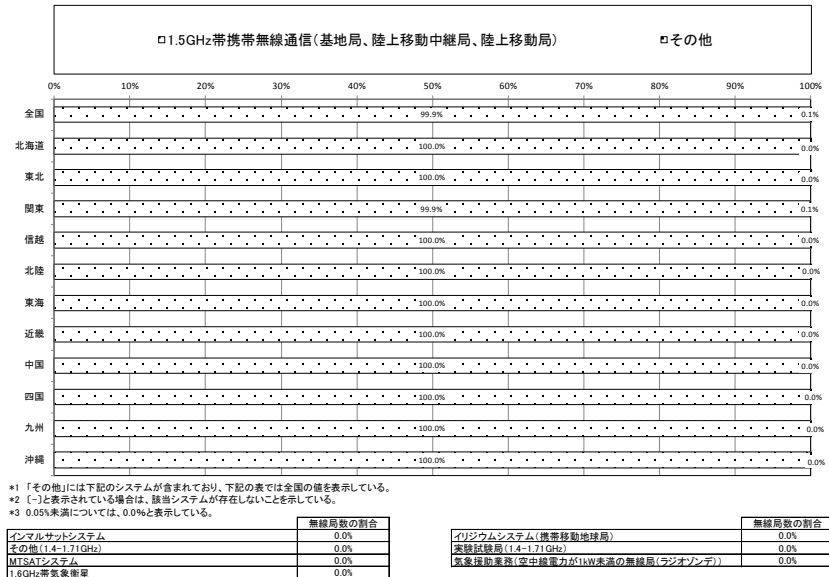 1.5GHz帯携帯無線通信(基地局、陸上移動中継局、陸上移動局) その他
0% 10% 20% 30% 40% 50% 60% 70% 80% 90% 100%
全国 99.9% 0.1%
北海道 100.0% 0.0%
東北 100.0% 0.0%
関東 99.9% 0.1%
信越 100.0% 0.0%
北陸 100.0% 0.0%
東海 100.0% 0.0%
近畿 100.0% 0.0%
中国 100.0% 0.0%
四国 100.0% 0.0%
九州 100.0% 0.0%
沖縄 100.0% 0.0%
*1 「その他」には下記のシステムが含まれており、下記の表では全国の値を表示している。
*2 [-]と表示されている場合は、該当システムが存在しないことを示している。
*3 0.05%未満については、0.0%と表示している。
無線局数の割合
インマルサットシステム 0.0%
その他(1.4-1.71GHz) 0.0%
MTSATシステム 0.0%
1.6GHz帯気象衛星 0.0%
無線局数の割合
イリジウムシステム(携帯移動地球局) 0.0%
実験試験局(1.4-1.71GHz) 0.0%
気象援助業務(空中線電力が1kW未満の無線局(ラジオゾンデ)) 0.0%